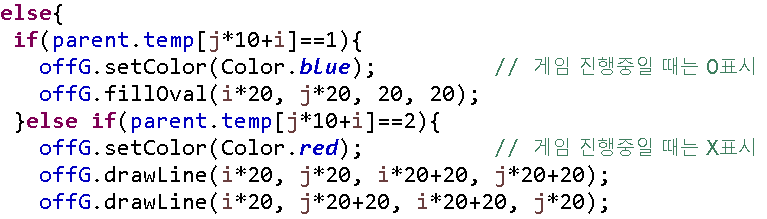 else{
if(parent.temp[j*10+i]==1){
offG.setColor(Color.blue); // 게임 진행중일 때는 O표시
offG.fillOval(i*20, j*20, 20, 20);
}else if(parent.temp[j*10+i]==2){
offG.setColor(Color.red); // 게임 진행중일 때는 X표시
offG.drawLine(i*20, j*20, i*20+20, j*20+20);
offG.drawLine(i*20, j*20+20, i*20+20, j*20);